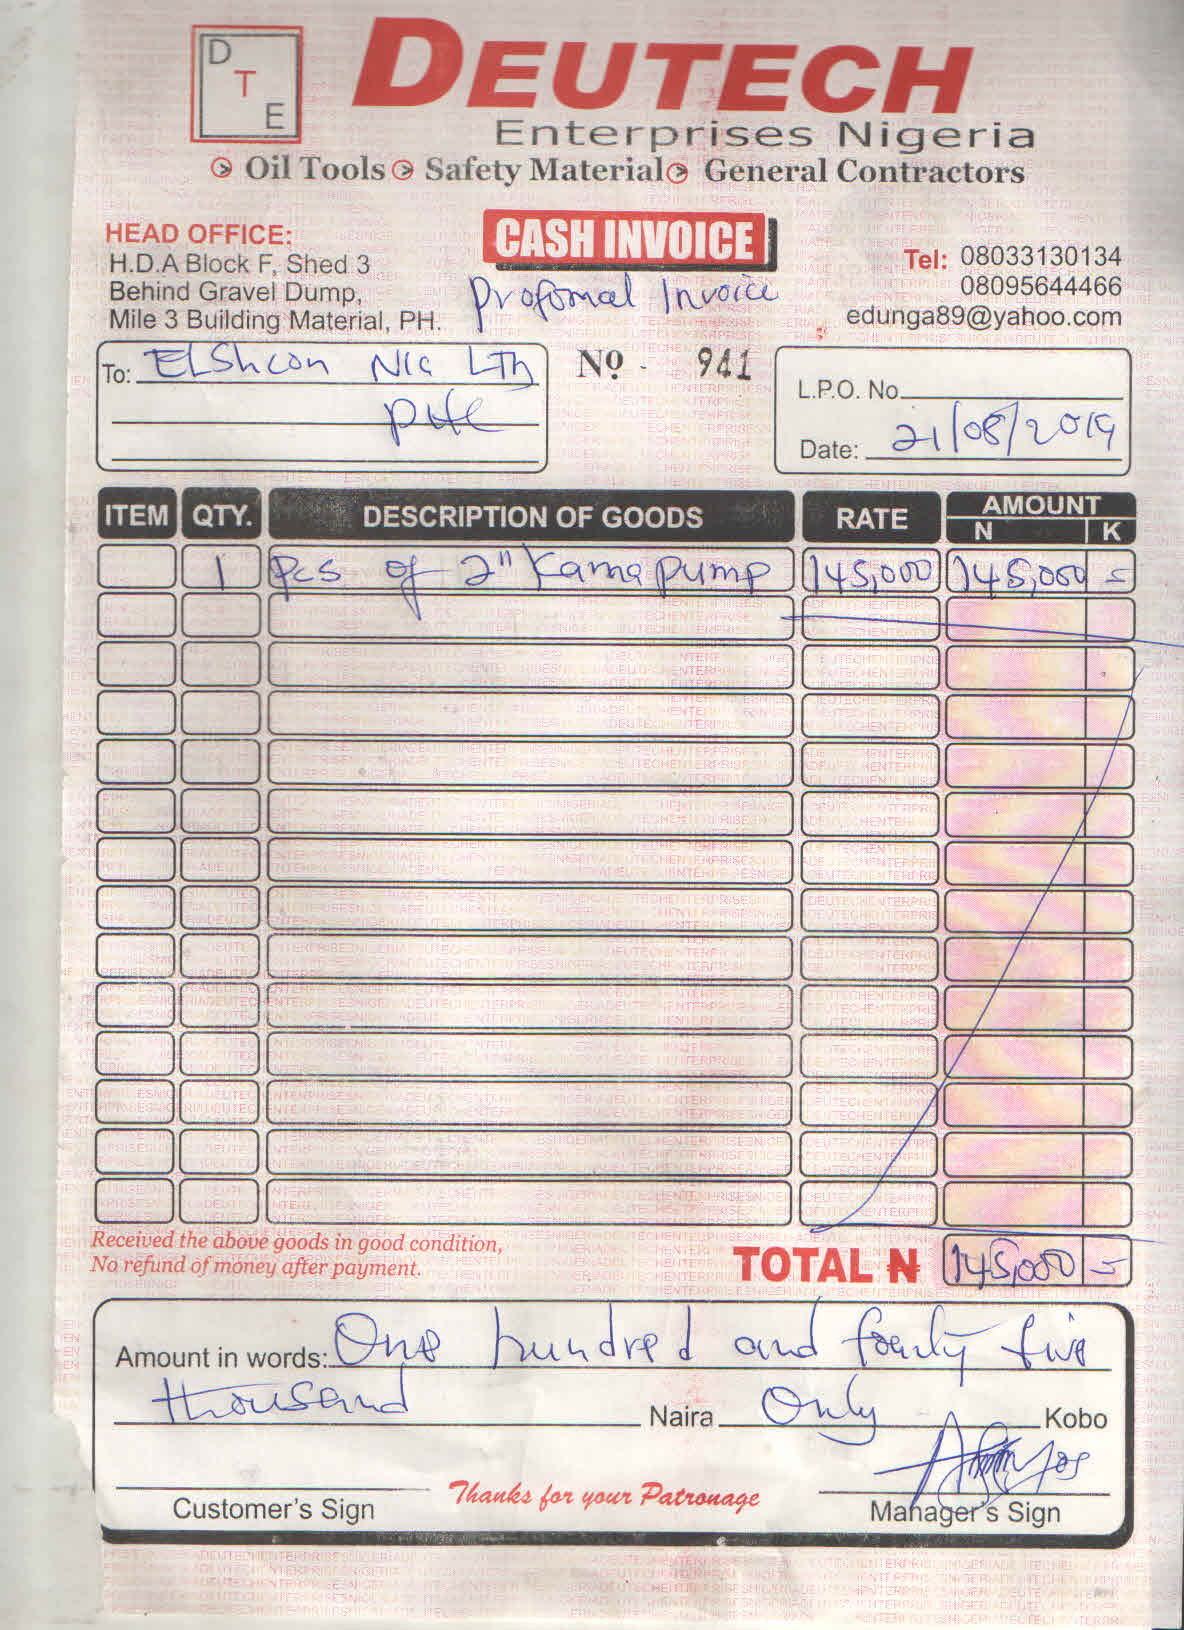 D
T
E
DEUTECH
Enterprises Nigeria
Oil Tools Safety Material General Contractors
HEAD OFFICE:
H.D.A Block F, Shed 3
Behind Gravel Dump,
Mile 3 Building Material, PH.
CASH INVOICE
Profomal Invoice
Tel: 08033130134
08095644466
edunga89@yahoo.com
To: ELShcon NIG LTD
PHC
No. 941
L.P.O. No
Date: 21/08/2019
ITEM QTY. DESCRIPTION OF GOODS RATE AMOUNT
N K
1 Pcs of 2" Kama pump 145,000 145,000 =
Received the above goods in good condition,
No refund of money after payment.
TOTAL ₦ 145,000 =
Amount in words: One hundred and fourty five
thousand Naira Only Kobo
Customer's Sign
Thanks for your Patronage
Manager's Sign